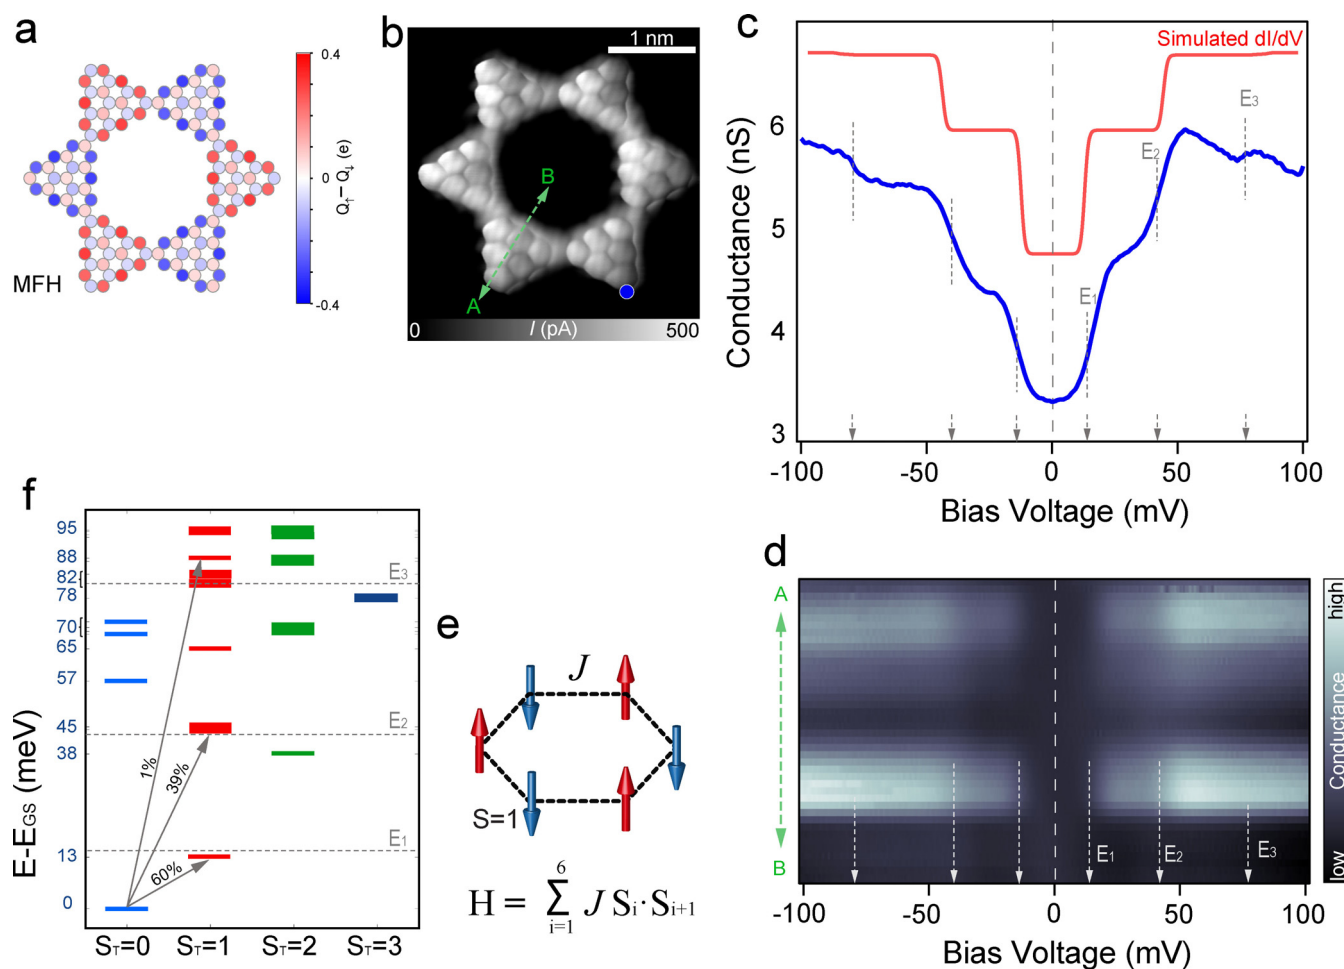 a
0.4
0.2
0
-0.2
-0.4
Q↑ – Q↓ (e)
MFH
b
1 nm
B
A
0
I (pA)
500
c
Simulated dI/dV
E3
E2
E1
6
5
4
3
Conductance (nS)
-100
-50
0
50
100
Bias Voltage (mV)
d
A
B
E1
E2
E3
high
Conductance
low
-100
-50
0
50
100
Bias Voltage (mV)
e
J
S=1
H = 6∑i=1 J Si·Si+1
f
95
88
82
78
70
65
57
45
38
13
0
E-EGS (meV)
E3
E2
E1
1%
39%
60%
ST=0
ST=1
ST=2
ST=3